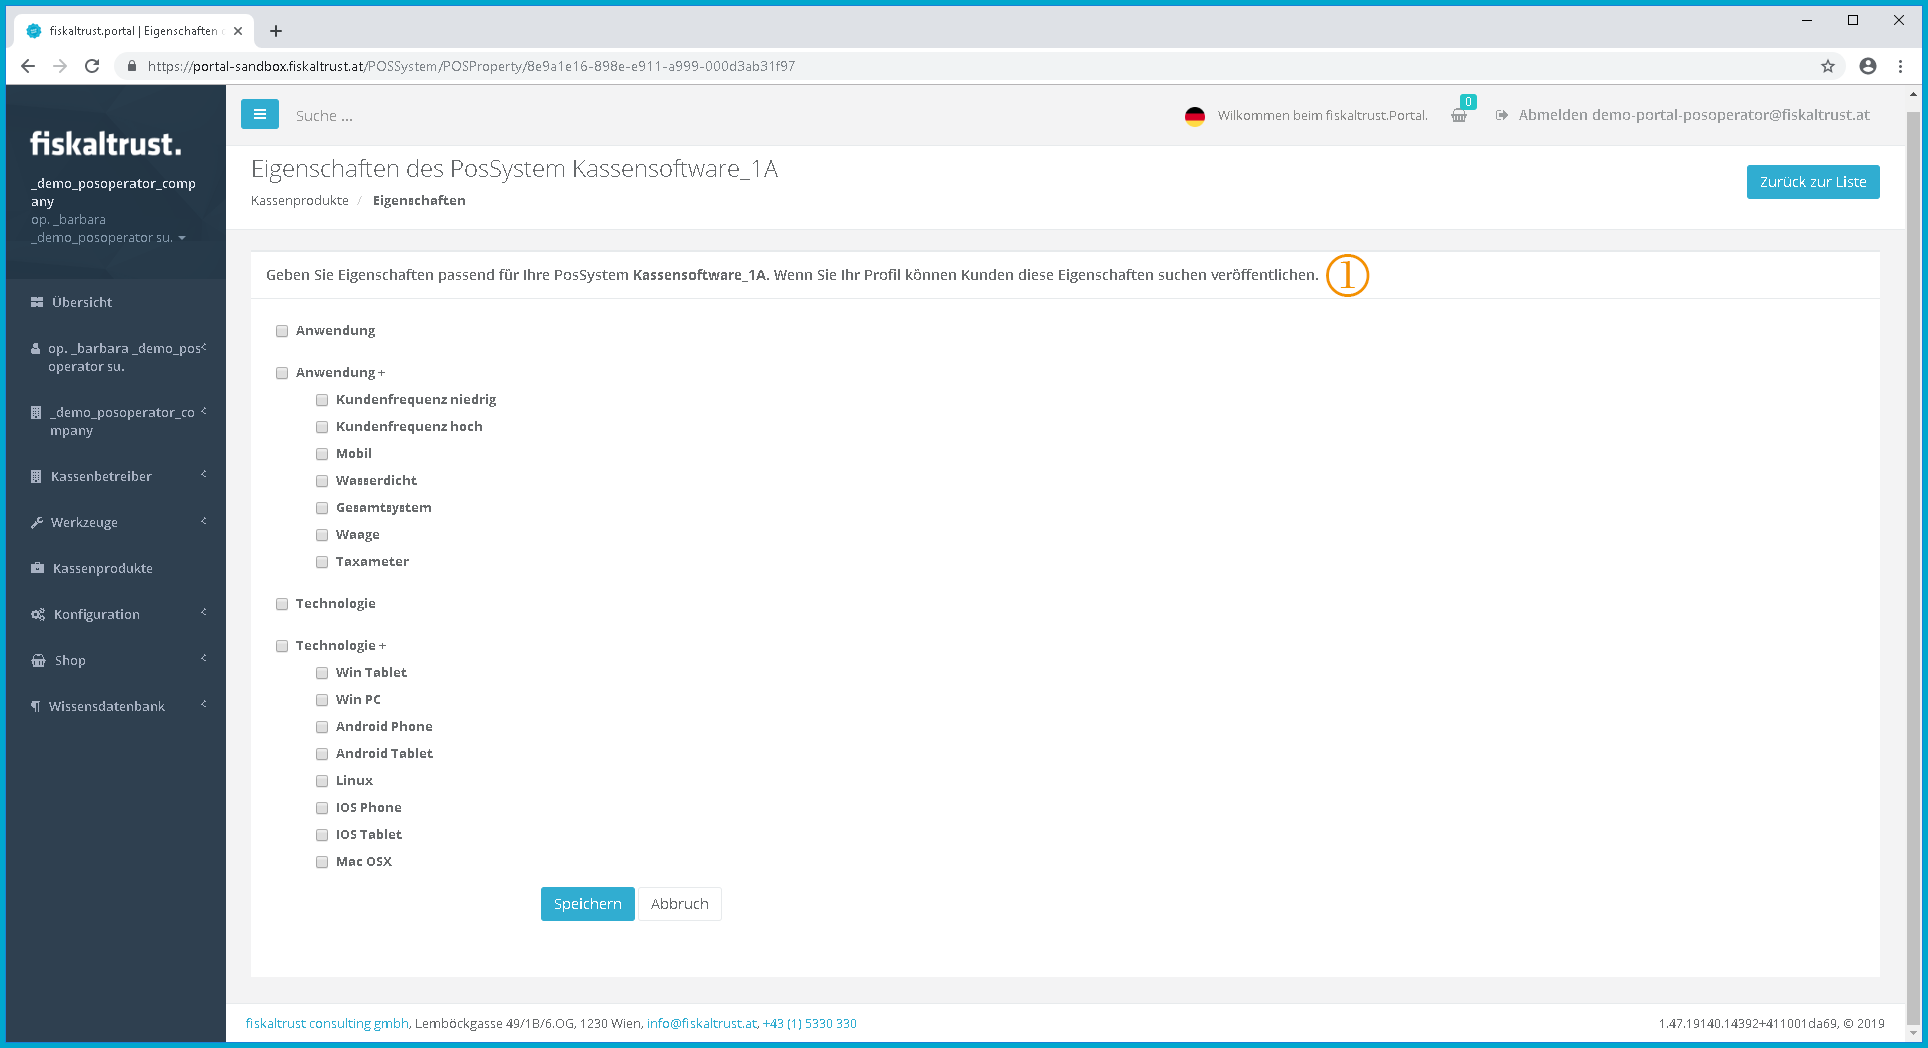 fiskaltrust.portal | Eigenschaften
https://portal-sandbox.fiskaltrust.at/POSSystem/POSProperty/8e9a1e16-898e-e911-a999-000d3ab31f97
fiskaltrust.
_demo_posoperator_comp
any
op. _barbara
_demo_posoperator su.
Übersicht
op. _barbara _demo_pos
operator su.
_demo_posoperator_co
mpany
Kassenbetreiber
Werkzeuge
Kassenprodukte
Konfiguration
Shop
Wissensdatenbank
Suche ...
Wilkommen beim fiskaltrust.Portal.
0
Abmelden demo-portal-posoperator@fiskaltrust.at
Eigenschaften des PosSystem Kassensoftware_1A
Kassenprodukte / Eigenschaften
Zurück zur Liste
Geben Sie Eigenschaften passend für Ihre PosSystem Kassensoftware_1A. Wenn Sie Ihr Profil können Kunden diese Eigenschaften suchen veröffentlichen. 1
Anwendung
Anwendung +
Kundenfrequenz niedrig
Kundenfrequenz hoch
Mobil
Wasserdicht
Gesamtsystem
Waage
Taxameter
Technologie
Technologie +
Win Tablet
Win PC
Android Phone
Android Tablet
Linux
IOS Phone
IOS Tablet
Mac OSX
Speichern Abbruch
fiskaltrust consulting gmbh, Lemböckgasse 49/1B/6.OG, 1230 Wien, info@fiskaltrust.at, +43 (1) 5330 330
1.47.19140.14392+411001da69, © 2019